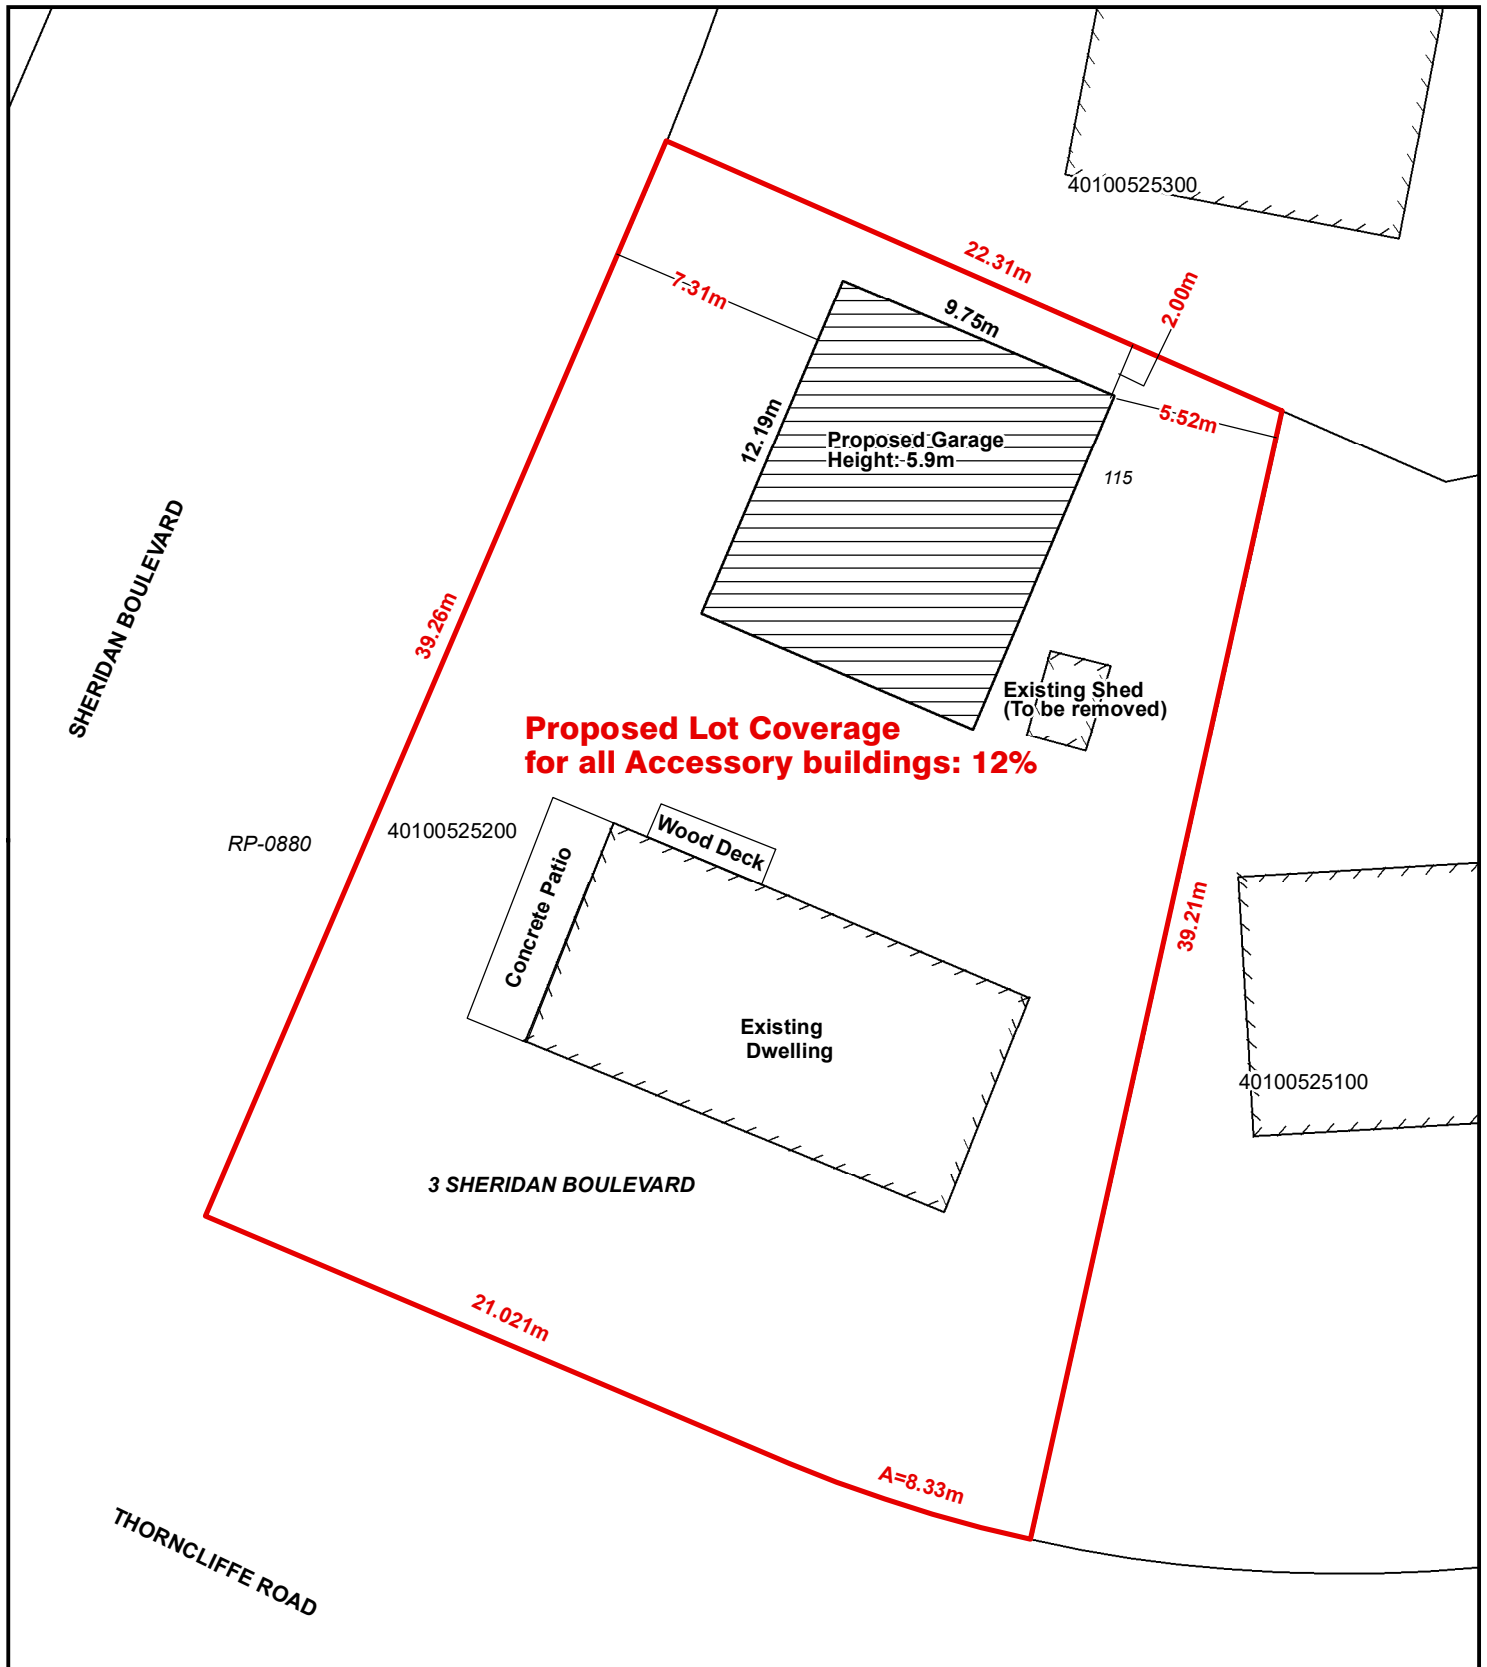 40100525300
22.31m
7.31m
2.00m
9.75m
5.52m
12.19m
Proposed Garage
Height: 5.9m
115
SHERIDAN BOULEVARD
39.26m
Existing Shed
(To be removed)
Proposed Lot Coverage
for all Accessory buildings: 12%
RP-0880
40100525200
Wood Deck
Concrete Patio
39.21m
Existing
Dwelling
40100525100
3 SHERIDAN BOULEVARD
21.021m
A=8.33m
THORNCLIFFE ROAD